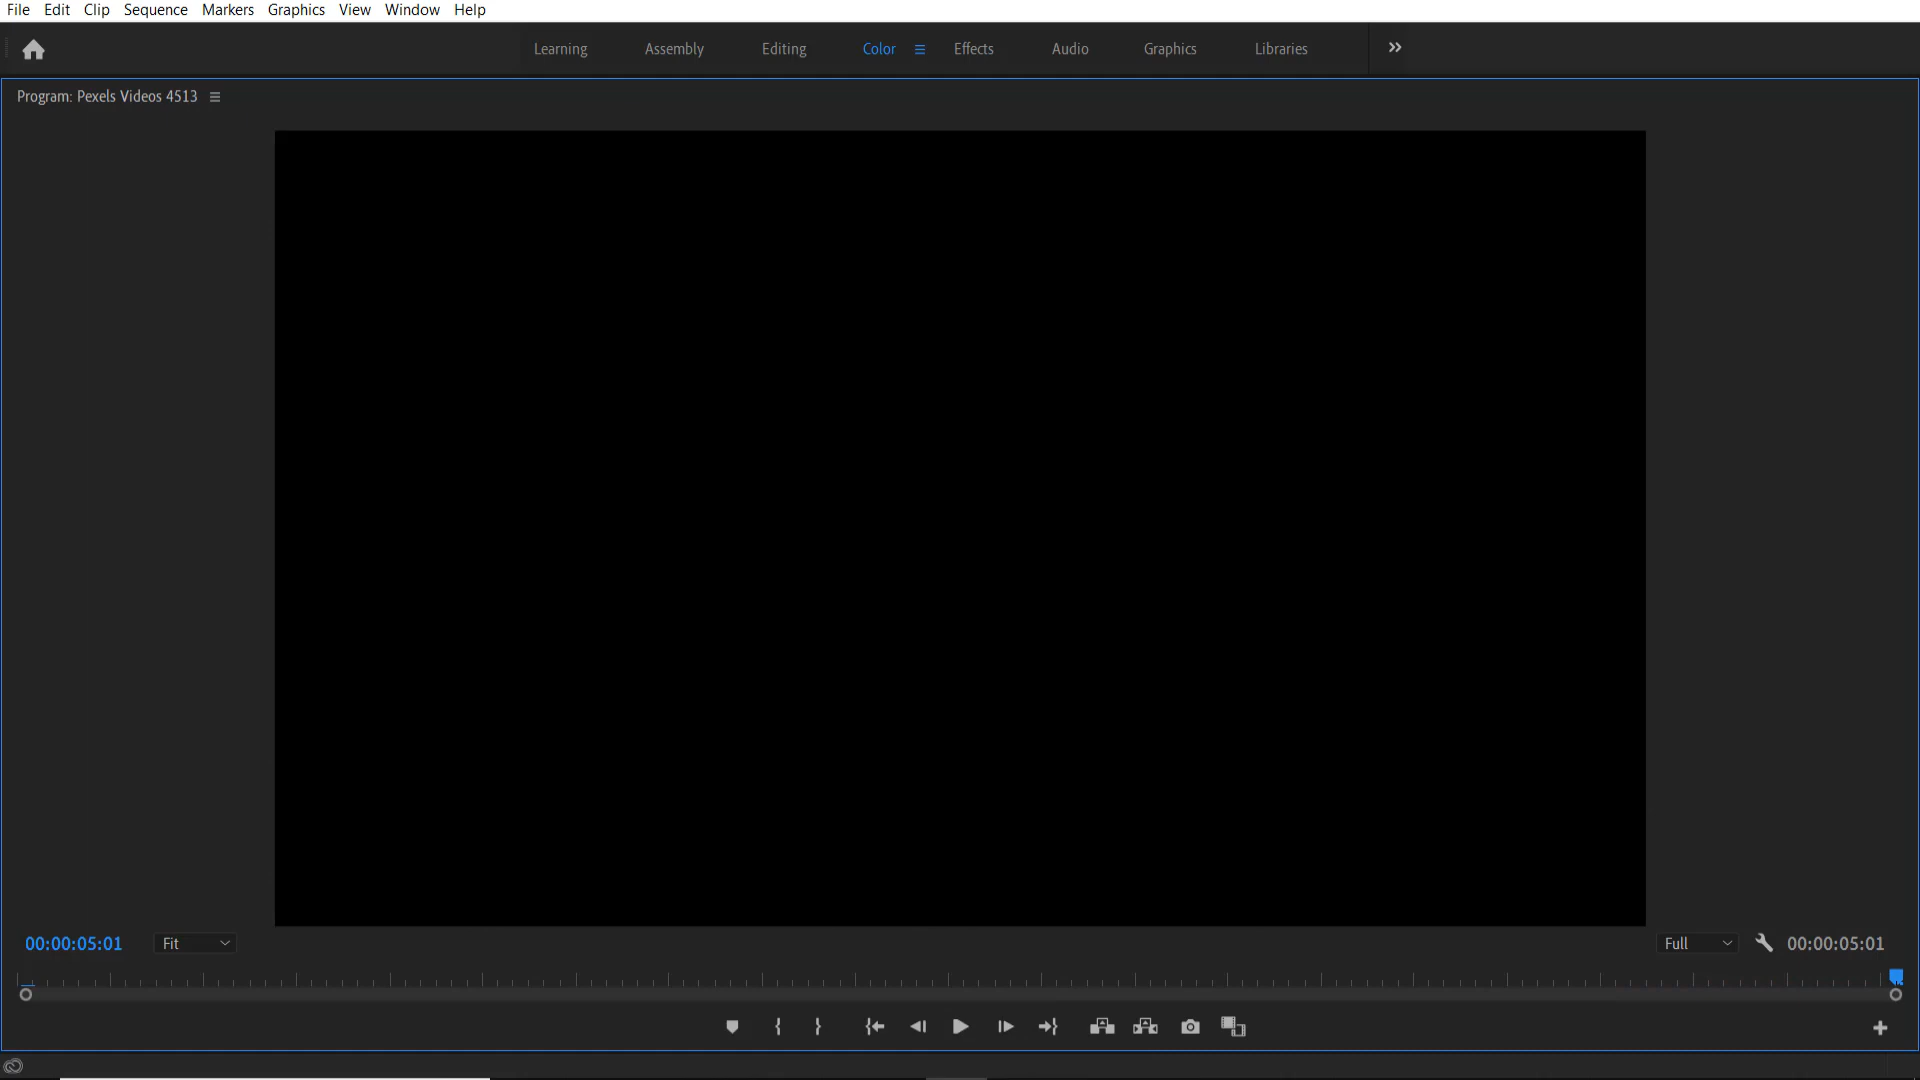 File Edit Clip Sequence Markers Graphics View Window Help
Learning Assembly Editing Color Effects Audio Graphics Libraries
Program: Pexels Videos 4513
00:00:05:01 Fit Full 00:00:05:01